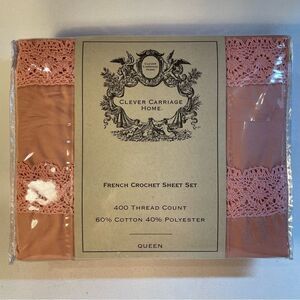 CLEVER CARRIAGE
HOME.
FRENCH CROCHET SHEET SET
400 THREAD COUNT
60% COTTON 40% POLYESTER
QUEEN